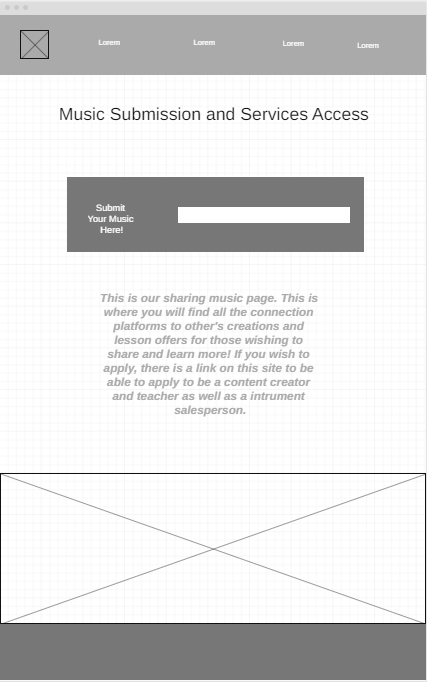 Lorem Lorem Lorem Lorem
Music Submission and Services Access
Submit
Your Music
Here!
This is our sharing music page. This is
where you will find all the connection
platforms to other's creations and
lesson offers for those wishing to
share and learn more! If you wish to
apply, there is a link on this site to be
able to apply to be a content creator
and teacher as well as a intrument
salesperson.